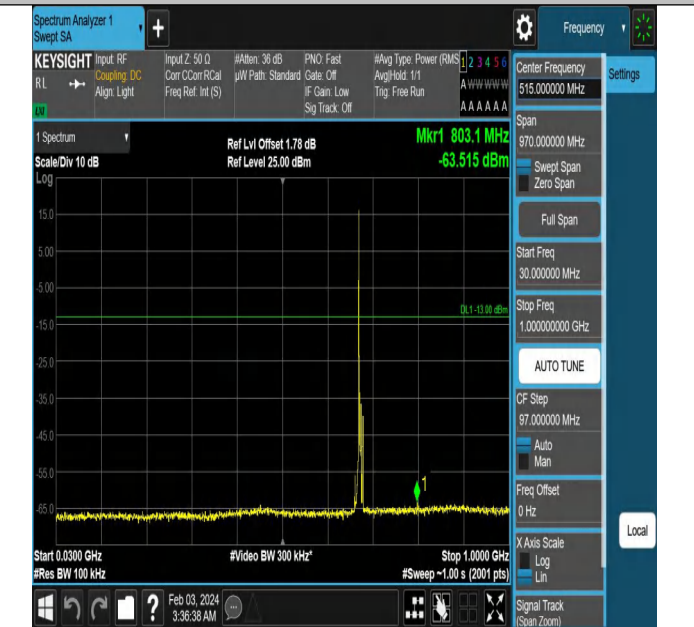 Spectrum Analyzer 1
Swept SA
+
Frequency
KEYSIGHT
RL
LXI
Input: RF
Coupling: DC
Align: Light
Input Z: 50 Ω
Corr CCorr RCal
Freq Ref: Int (S)
#Atten: 36 dB
µW Path: Standard
PNO: Fast
Gate: Off
IF Gain: Low
Sig Track: Off
#Avg Type: Power (RMS
Avg|Hold: 1/1
Trig: Free Run
1 2 3 4 5 6
A W W W W W
A A A A A A
1 Spectrum
Scale/Div 10 dB
Log
Ref Lvl Offset 1.78 dB
Ref Level 25.00 dBm
Mkr1 803.1 MHz
-63.515 dBm
15.0
5.00
-5.00
-15.0
-25.0
-35.0
-45.0
-55.0
-65.0
DL1 -13.00 dBm
1
Start 0.0300 GHz
#Res BW 100 kHz
#Video BW 300 kHz*
Stop 1.0000 GHz
#Sweep ~1.00 s (2001 pts)
Center Frequency
515.000000 MHz
Span
970.000000 MHz
Swept Span
Zero Span
Full Span
Start Freq
30.000000 MHz
Stop Freq
1.000000000 GHz
AUTO TUNE
CF Step
97.000000 MHz
Auto
Man
Freq Offset
0 Hz
X Axis Scale
Log
Lin
Signal Track
(Span Zoom)
Settings
Local
?
Feb 03, 2024
3:36:38 AM